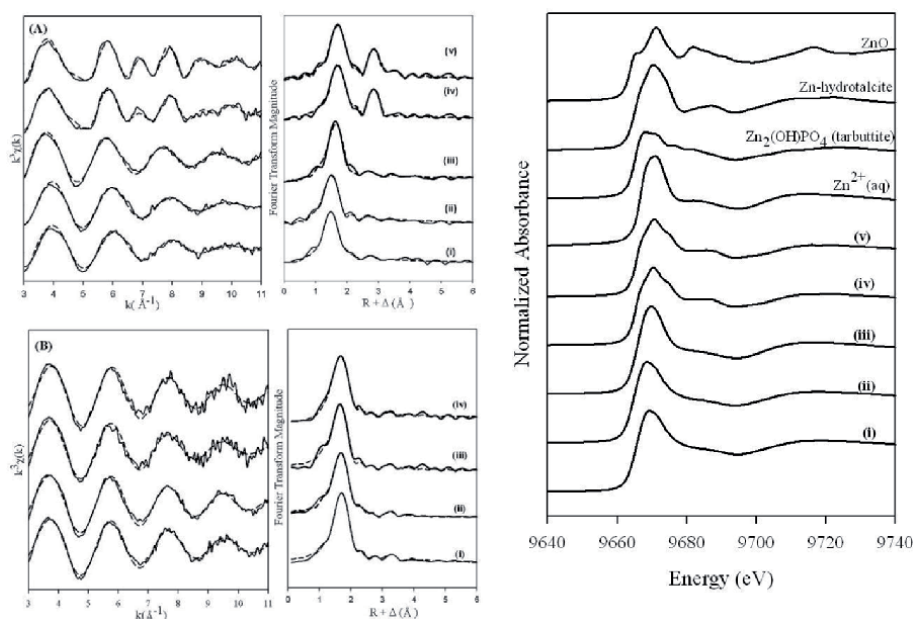 (A)
k³χ(k)
3 4 5 6 7 8 9 10 11
k(Å⁻¹)
Fourier Transform Magnitude
(v)
(iv)
(iii)
(ii)
(i)
0 1 2 3 4 5 6
R + Δ (Å)
(B)
k³χ(k)
3 4 5 6 7 8 9 10 11
k(Å⁻¹)
Fourier Transform Magnitude
(iv)
(iii)
(ii)
(i)
0 1 2 3 4 5 6
R + Δ (Å)
Normalized Absorbance
ZnO
Zn-hydrotalcite
Zn₂(OH)PO₄ (tarbuttite)
Zn²⁺(aq)
(v)
(iv)
(iii)
(ii)
(i)
9640 9660 9680 9700 9720 9740
Energy (eV)